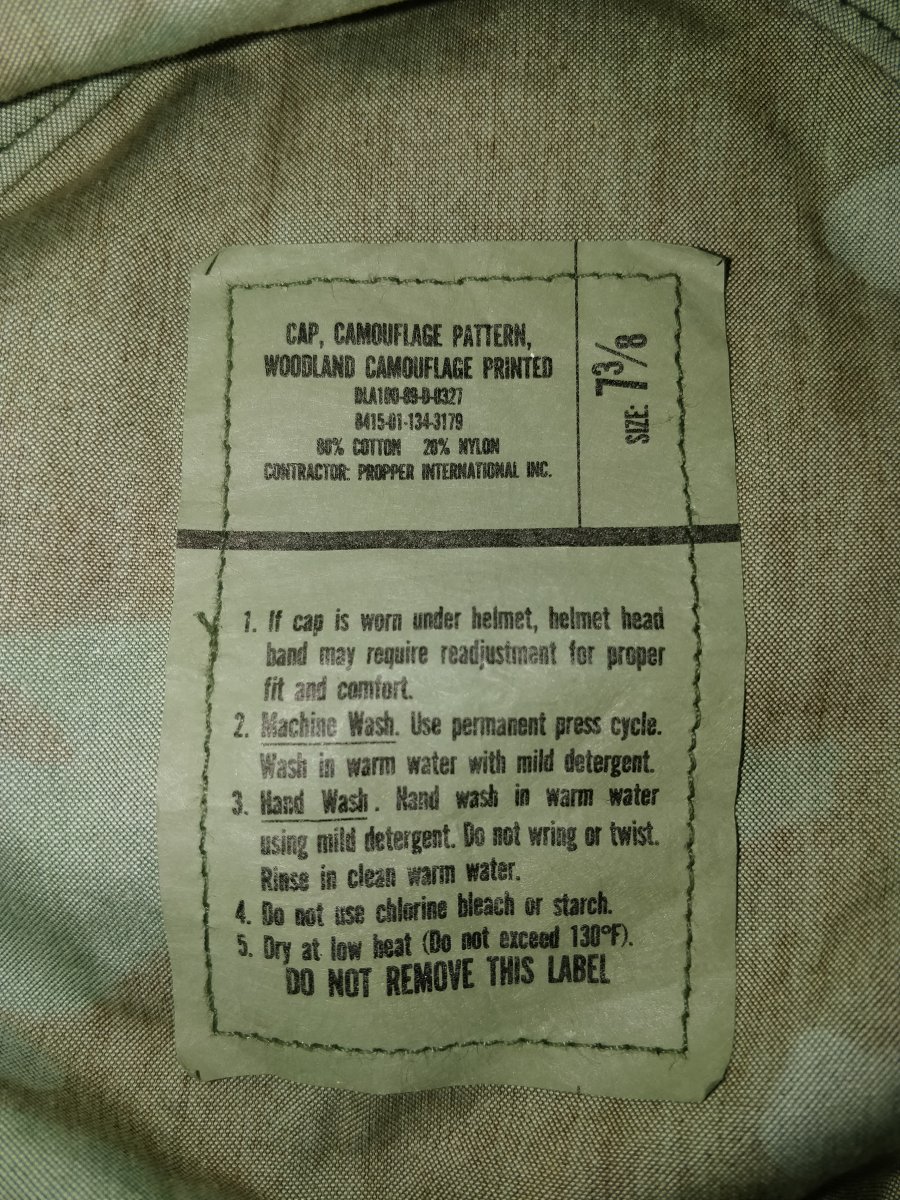 CAP, CAMOUFLAGE PATTERN,
WOODLAND CAMOUFLAGE PRINTED
DLA100-89-D-0327
8415-01-134-3179
80% COTTON 20% NYLON
CONTRACTOR: PROPPER INTERNATIONAL INC.
SIZE: 7 3/8
1. If cap is worn under helmet, helmet head
band may require readjustment for proper
fit and comfort.
2. Machine Wash. Use permanent press cycle.
Wash in warm water with mild detergent.
3. Hand Wash. Hand wash in warm water
using mild detergent. Do not wring or twist.
Rinse in clean warm water.
4. Do not use chlorine bleach or starch.
5. Dry at low heat (Do not exceed 130°F).
DO NOT REMOVE THIS LABEL